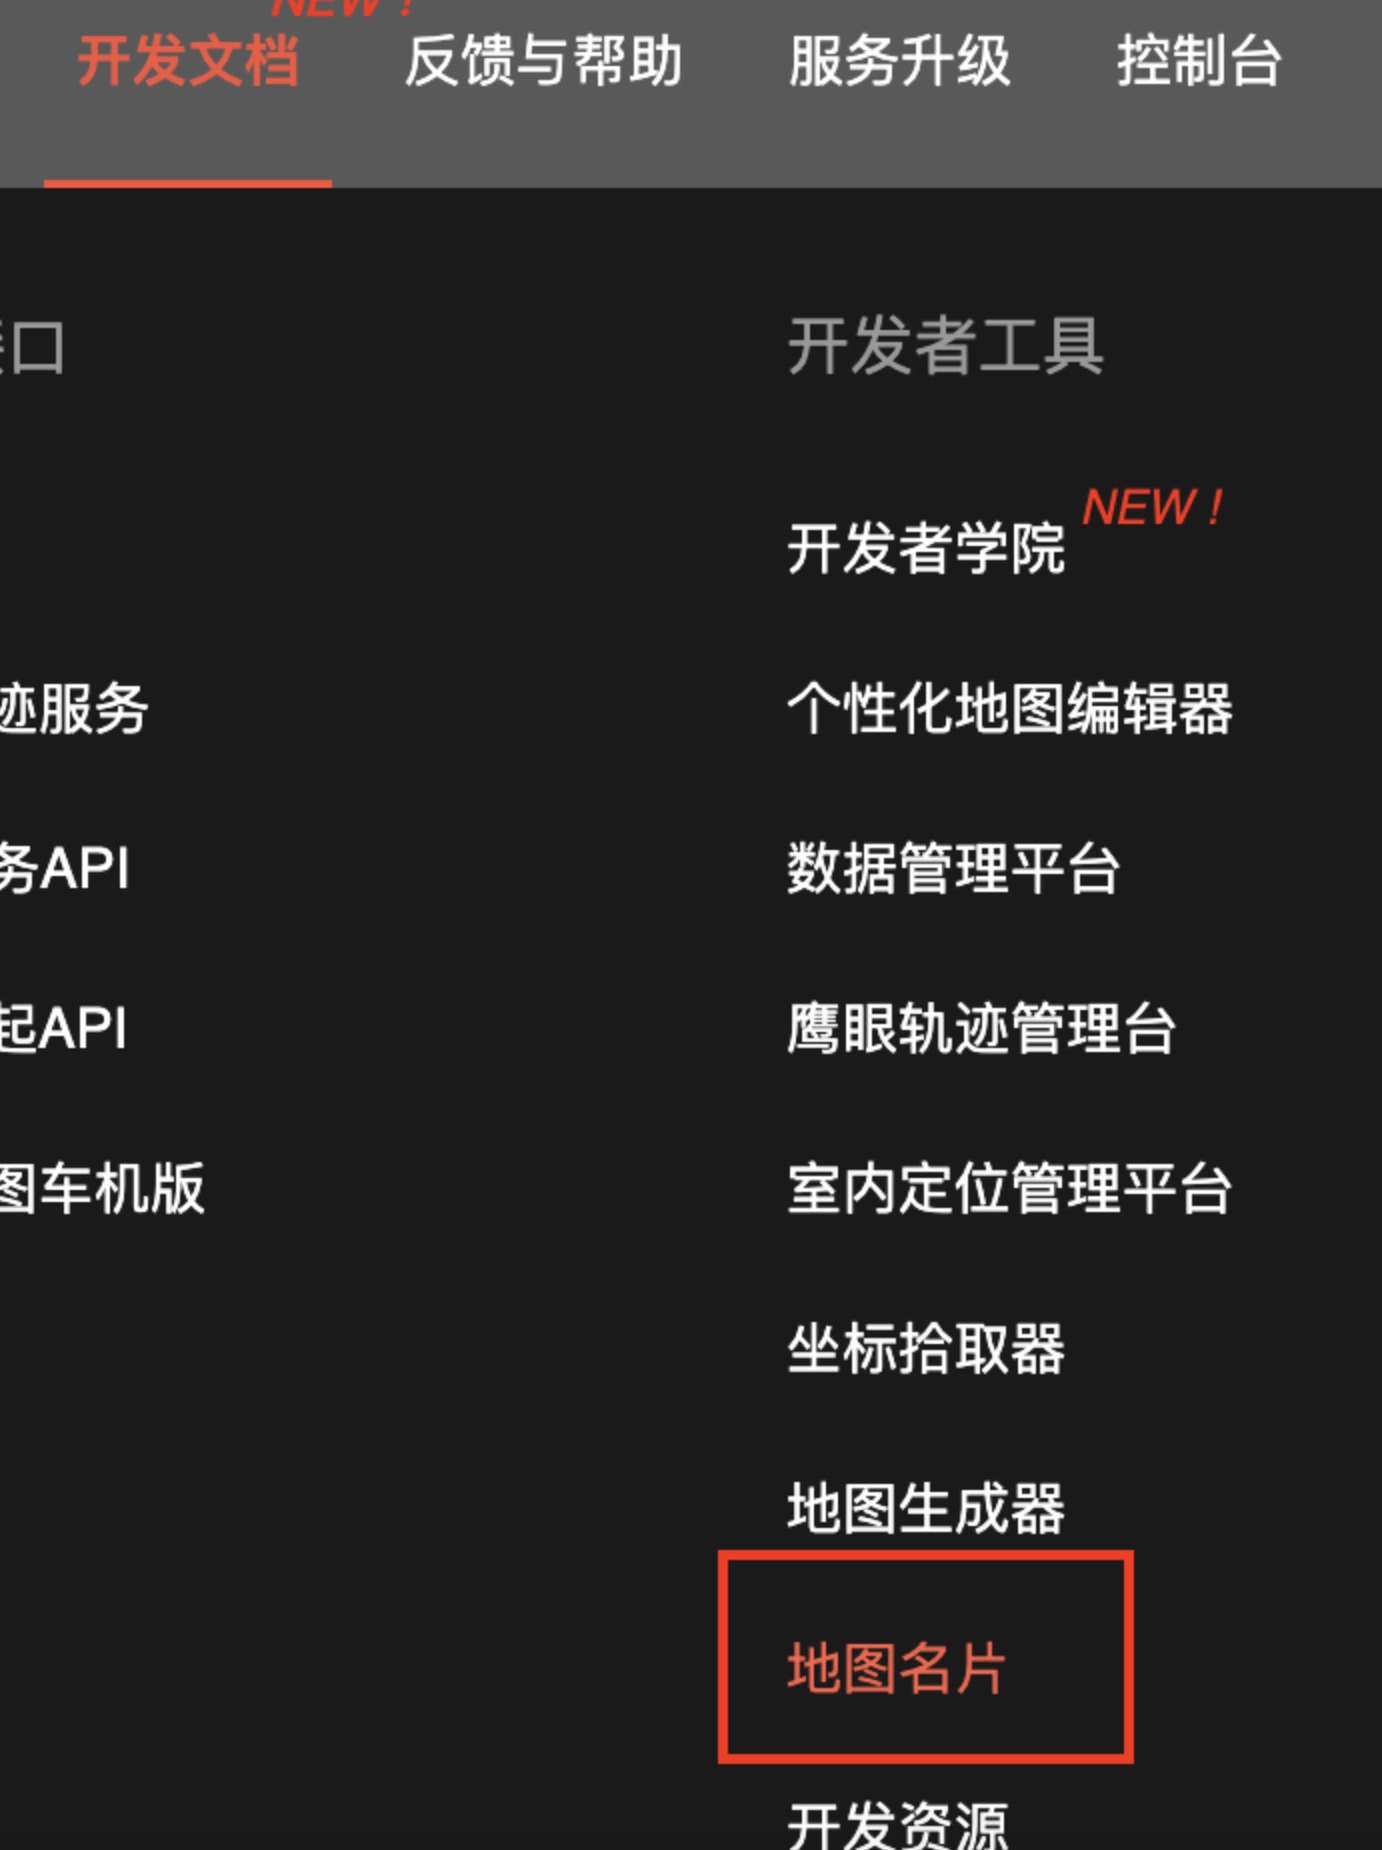 NEW !
开发文档 反馈与帮助 服务升级 控制台
口 开发者工具
NEW !
开发者学院
迹服务 个性化地图编辑器
务API 数据管理平台
起API 鹰眼轨迹管理台
图车机版 室内定位管理平台
坐标拾取器
地图生成器
地图名片
开发资源